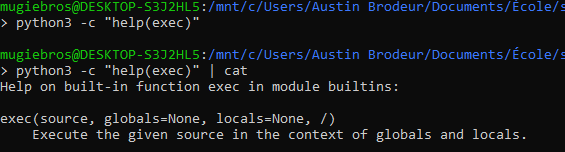 mugiebros@DESKTOP-S3J2HL5:/mnt/c/Users/Austin Brodeur/Documents/École/s
> python3 -c "help(exec)"
mugiebros@DESKTOP-S3J2HL5:/mnt/c/Users/Austin Brodeur/Documents/École/s
> python3 -c "help(exec)" | cat
Help on built-in function exec in module builtins:
exec(source, globals=None, locals=None, /)
    Execute the given source in the context of globals and locals.